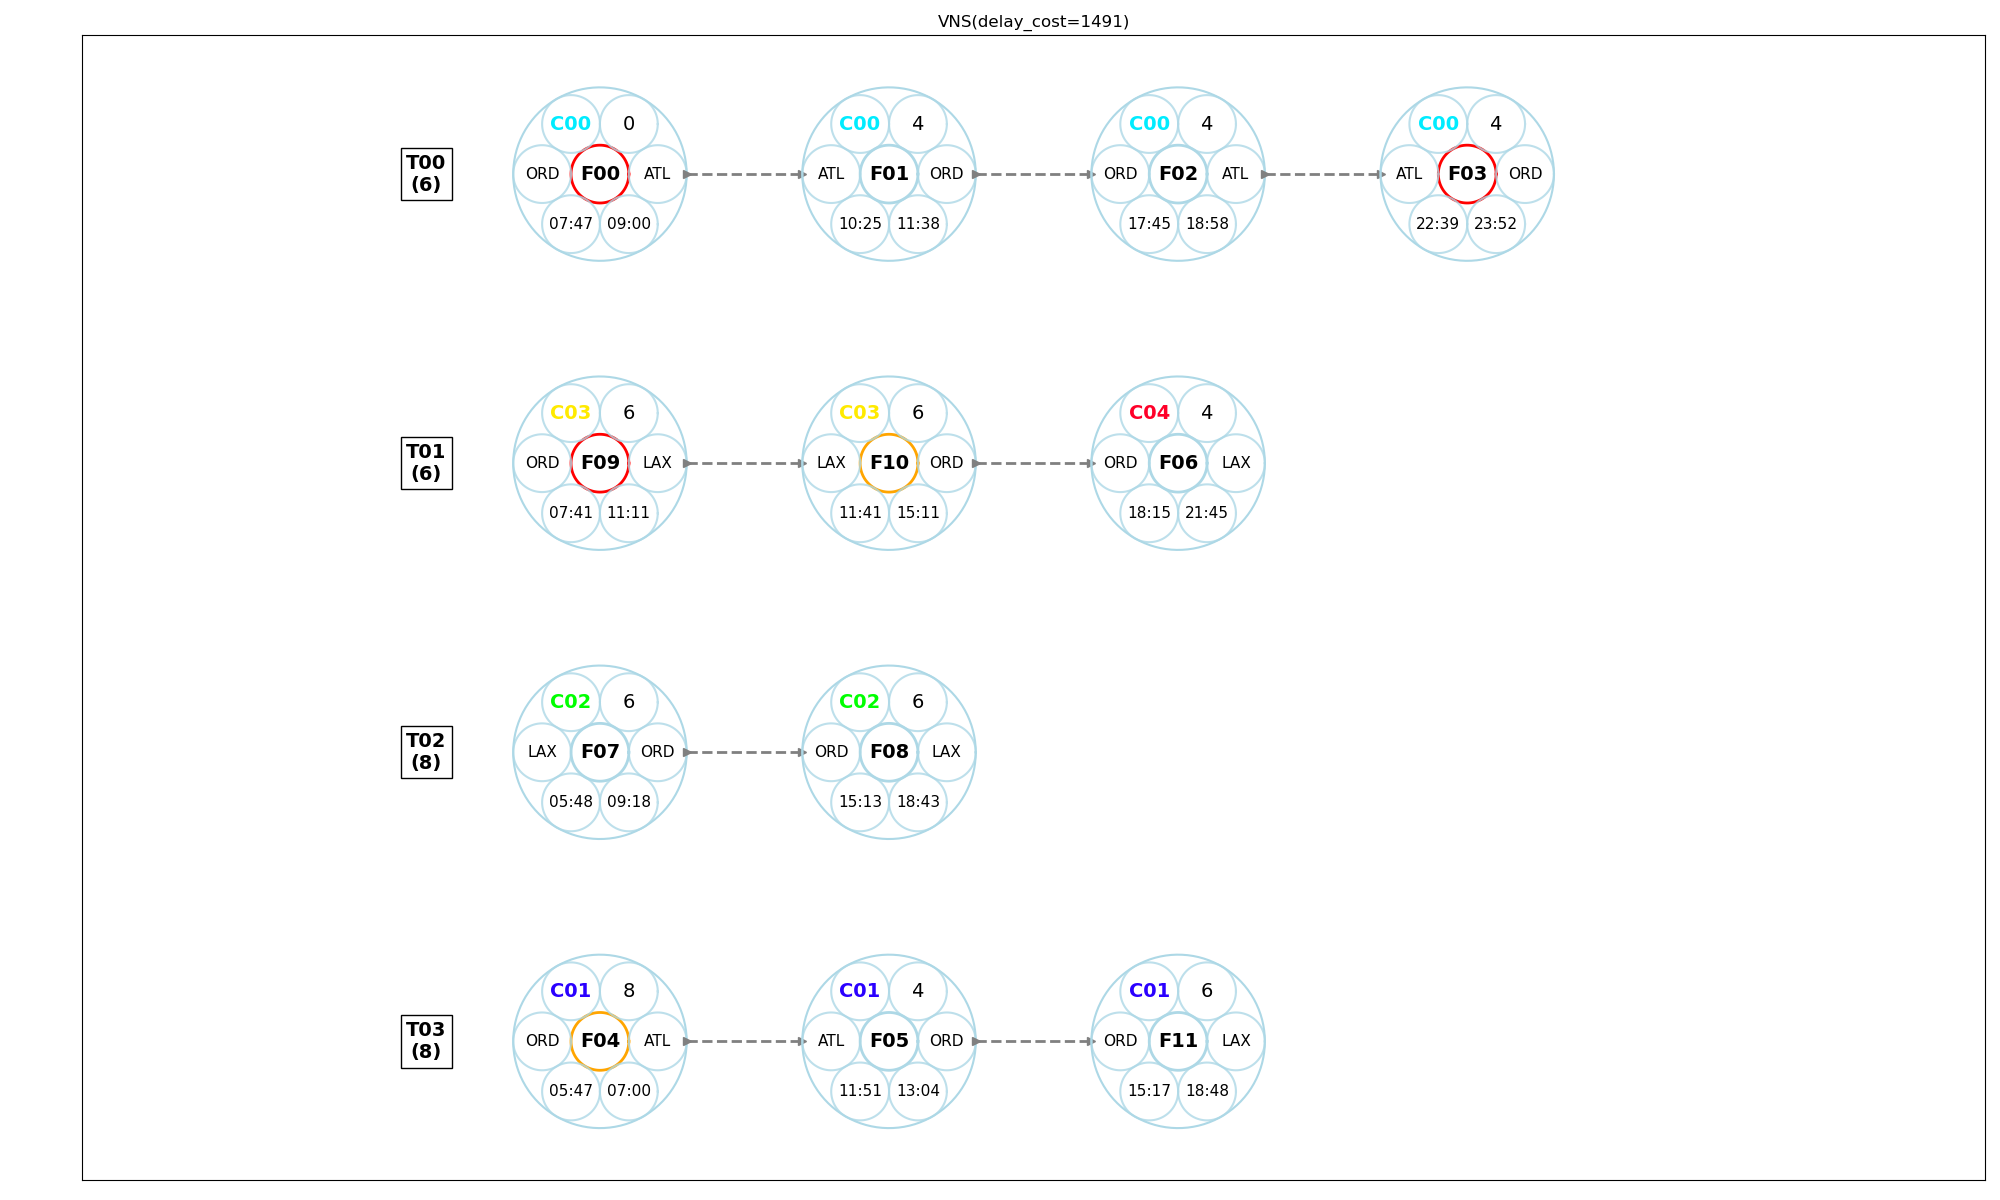 VNS(delay_cost=1491)
C00 0 C00 4 C00 4 C00 4
T00
(6)
ORD F00 ATL ATL F01 ORD ORD F02 ATL ATL F03 ORD
07:47 09:00 10:25 11:38 17:45 18:58 22:39 23:52
C03 6 C03 6 C04 4
T01
(6)
ORD F09 LAX LAX F10 ORD ORD F06 LAX
07:41 11:11 11:41 15:11 18:15 21:45
C02 6 C02 6
T02
(8)
LAX F07 ORD ORD F08 LAX
05:48 09:18 15:13 18:43
C01 8 C01 4 C01 6
T03
(8)
ORD F04 ATL ATL F05 ORD ORD F11 LAX
05:47 07:00 11:51 13:04 15:17 18:48